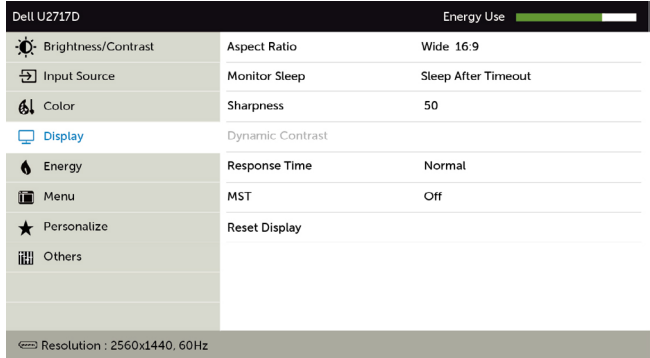 Dell U2717D
Energy Use
Brightness/Contrast
Input Source
Color
Display
Energy
Menu
Personalize
Others
Aspect Ratio Wide 16:9
Monitor Sleep Sleep After Timeout
Sharpness 50
Dynamic Contrast
Response Time Normal
MST Off
Reset Display
Resolution : 2560x1440, 60Hz